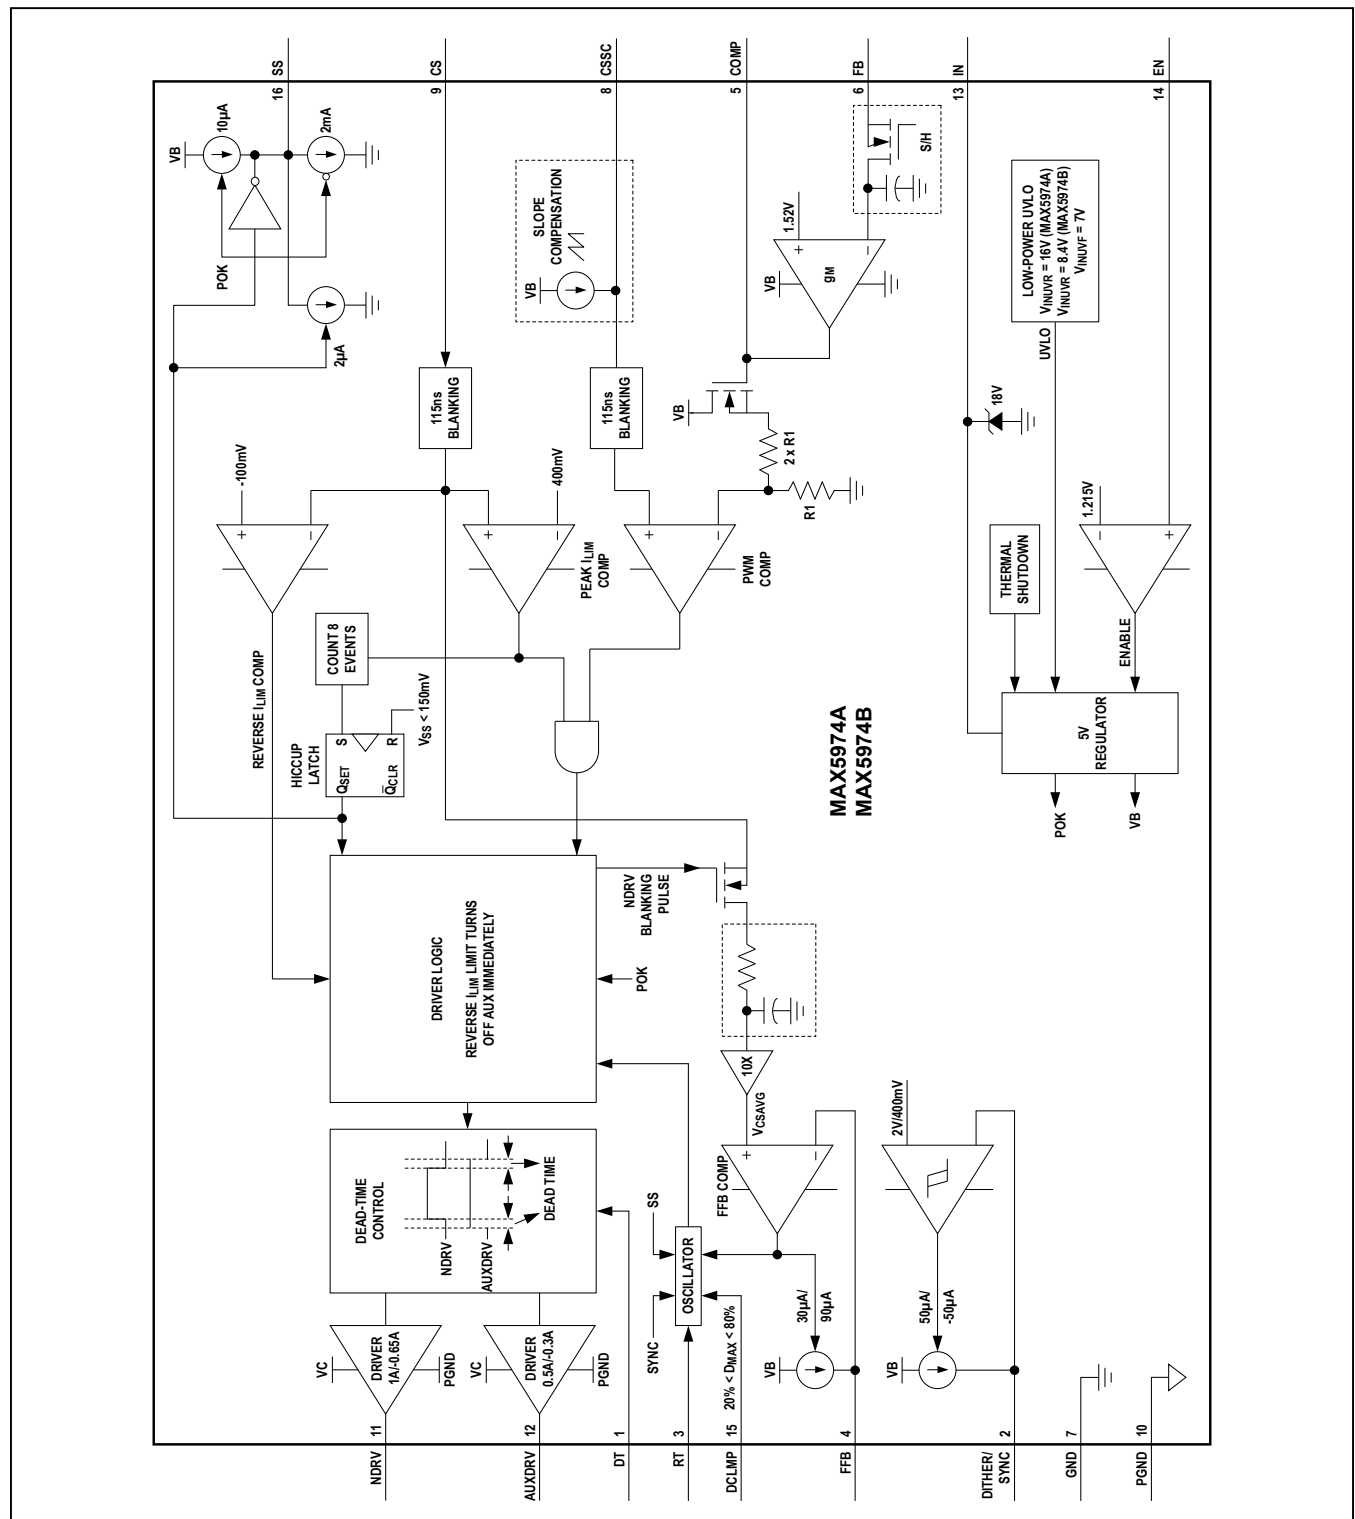 SS
16
CS
9
CSSC
8
COMP
5
FB
6
IN
13
EN
14
VB
10µA
2mA
POK
2µA
SLOPE
COMPENSATION
VB
S/H
1.52V
+
−
gM
VB
LOW-POWER UVLO
VINUVR = 16V (MAX5974A)
VINUVR = 8.4V (MAX5974B)
VINUVF = 7V
UVLO
115ns
BLANKING
115ns
BLANKING
VB
2 x R1
R1
18V
-100mV
+
−
400mV
+
−
PEAK ILIM
COMP
+
−
PWM
COMP
1.215V
−
+
THERMAL
SHUTDOWN
ENABLE
REVERSE ILIM COMP
COUNT 8
EVENTS
VSS < 150mV
HICCUP
LATCH
S
R
QSET
Q̅CLR
MAX5974A
MAX5974B
5V
REGULATOR
POK
VB
NDRV
BLANKING
PULSE
DRIVER LOGIC
REVERSE ILIM LIMIT TURNS
OFF AUX IMMEDIATELY
POK
10X
VCSAVG
2V/400mV
FFB COMP
+
−
DEAD-TIME
CONTROL
NDRV
AUXDRV
DEAD TIME
SS
OSCILLATOR
SYNC
20% < DMAX < 80%
30µA/
90µA
50µA/
-50µA
VB
VB
VC
DRIVER
1A/-0.65A
PGND
VC
DRIVER
0.5A/-0.3A
PGND
11
NDRV
12
AUXDRV
1
DT
3
RT
15
DCLMP
4
FFB
2
DITHER/
SYNC
7
GND
10
PGND